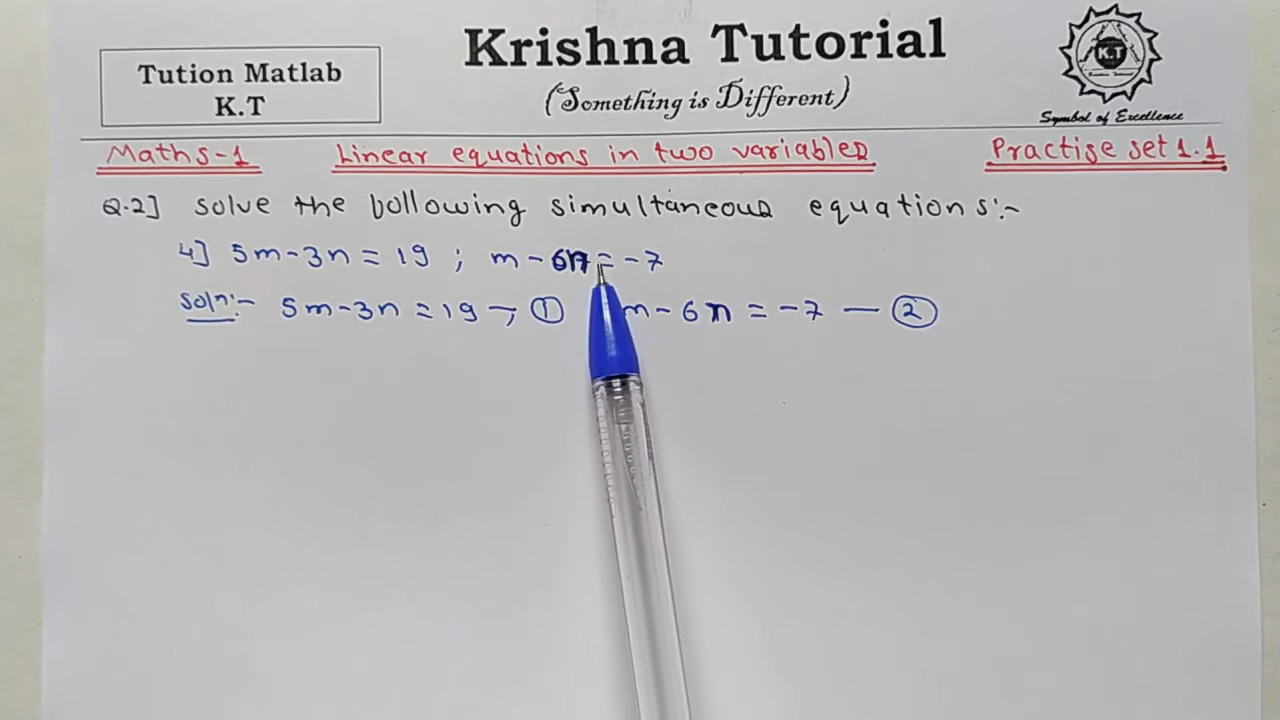 Tution Matlab
K.T
Krishna Tutorial
(Something is Different)
K.T
Symbol of Excellence
Maths-1 Linear equations in two variables Practise set 1.1
Q.2] solve the following simultaneous equations:-
4] 5m-3n=19 ; m-6n=-7
Soln:- 5m-3n=19 — ① m-6n=-7 — ②